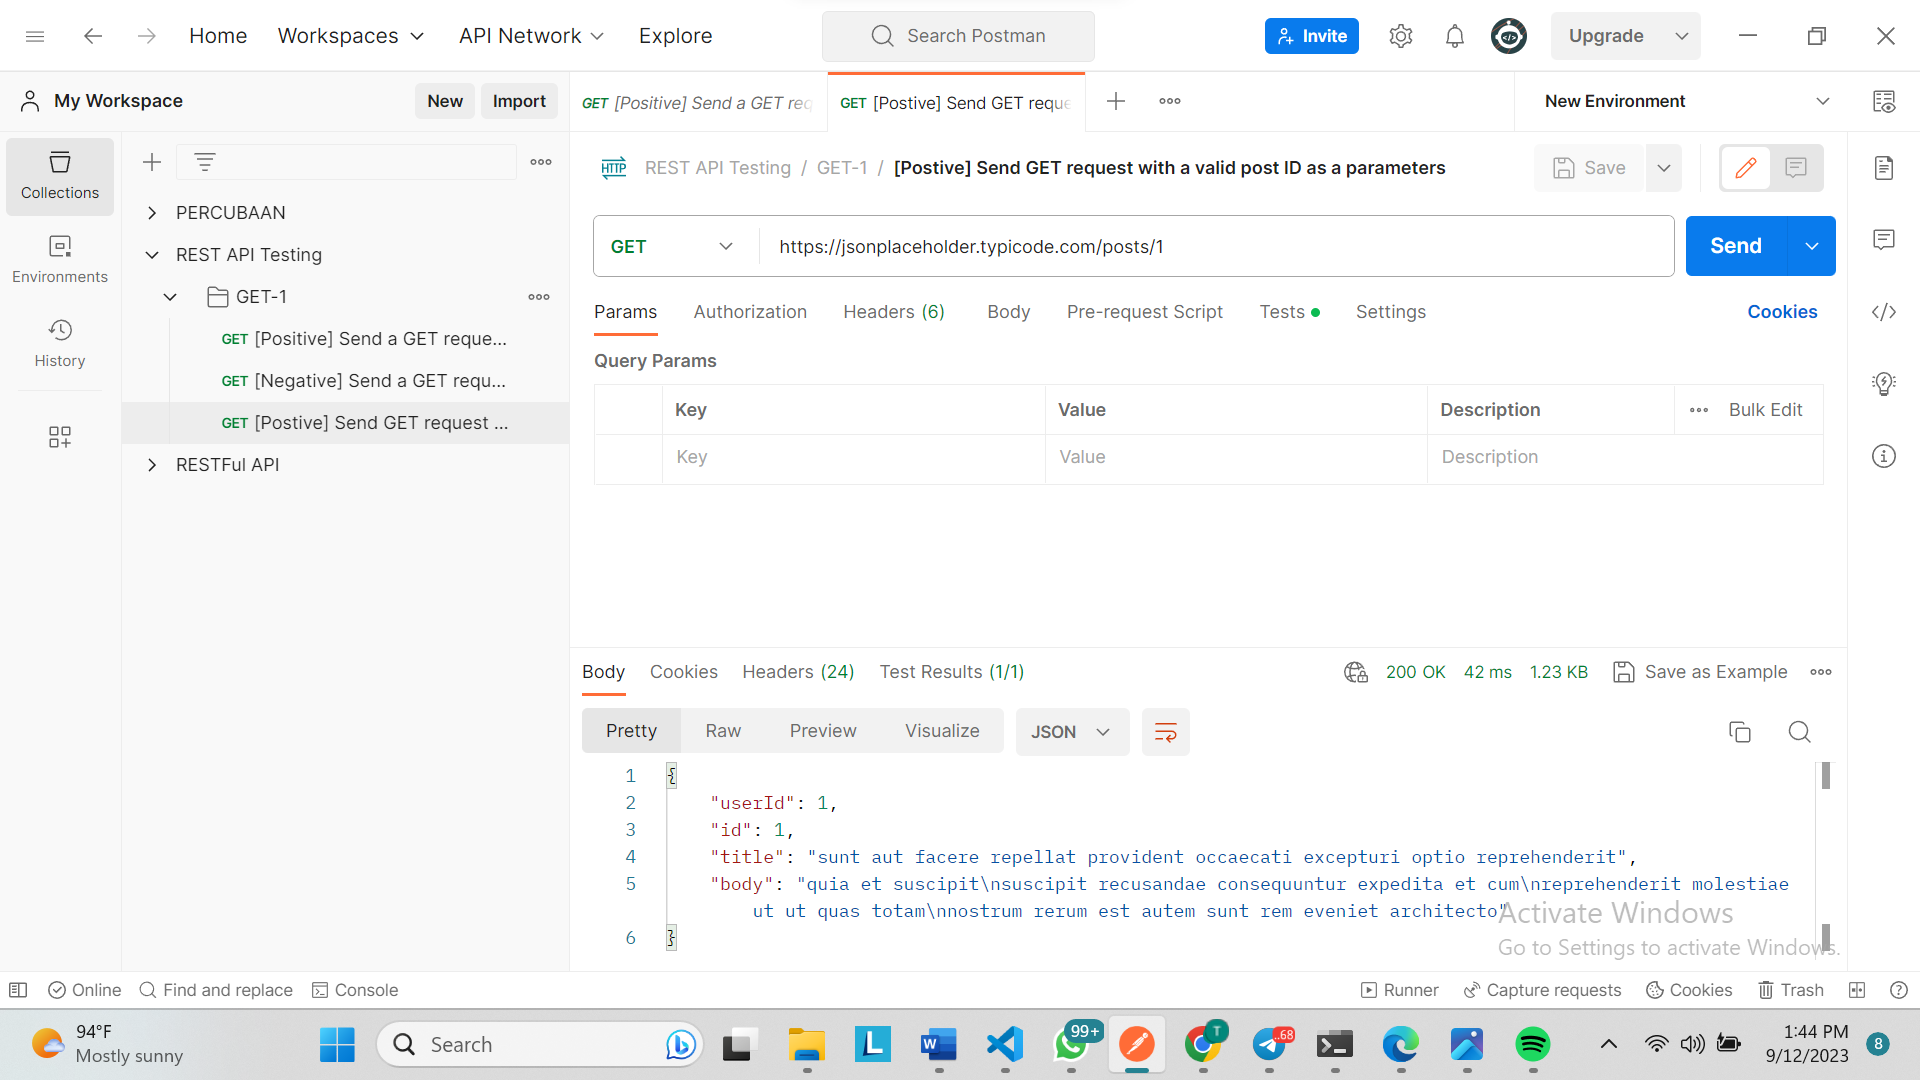 Home
Workspaces
API Network
Explore
Search Postman
Invite
Upgrade
My Workspace
New
Import
GET [Positive] Send a GET req
GET [Postive] Send GET reque
New Environment
Collections
Environments
History
PERCUBAAN
REST API Testing
GET-1
GET [Positive] Send a GET reque...
GET [Negative] Send a GET requ...
GET [Postive] Send GET request ...
RESTFul API
HTTP
REST API Testing / GET-1 / [Postive] Send GET request with a valid post ID as a parameters
Save
GET
https://jsonplaceholder.typicode.com/posts/1
Send
Params
Authorization
Headers (6)
Body
Pre-request Script
Tests
Settings
Cookies
Query Params
Key
Value
Description
Bulk Edit
Key
Value
Description
Body
Cookies
Headers (24)
Test Results (1/1)
200 OK
42 ms
1.23 KB
Save as Example
Pretty
Raw
Preview
Visualize
JSON
1 {
2 "userId": 1,
3 "id": 1,
4 "title": "sunt aut facere repellat provident occaecati excepturi optio reprehenderit",
5 "body": "quia et suscipit\nsuscipit recusandae consequuntur expedita et cum\nreprehenderit molestiae
ut ut quas totam\nnostrum rerum est autem sunt rem eveniet architecto"
6 }
Activate Windows
Go to Settings to activate Windows.
Online
Find and replace
Console
Runner
Capture requests
Cookies
Trash
94°F
Mostly sunny
Search
L
W
99+
T
..68
1:44 PM
9/12/2023
8